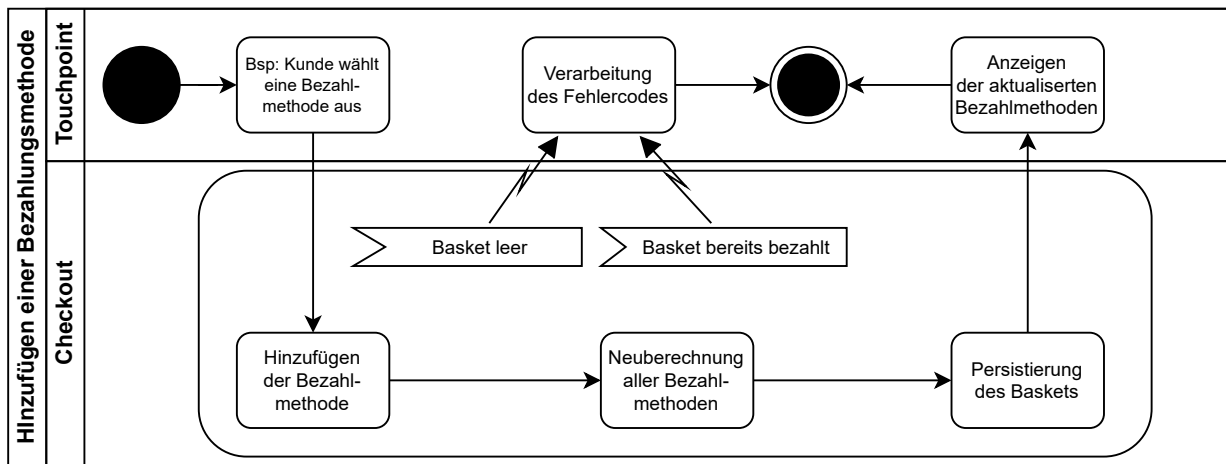 HInzufügen einer Bezahlungsmethode
Touchpoint
Bsp: Kunde wählt
eine Bezahl-
methode aus
Verarbeitung
des Fehlercodes
Anzeigen
der aktualiserten
Bezahlmethoden
Checkout
Basket leer
Basket bereits bezahlt
Hinzufügen
der Bezahl-
methode
Neuberechnung
aller Bezahl-
methoden
Persistierung
des Baskets